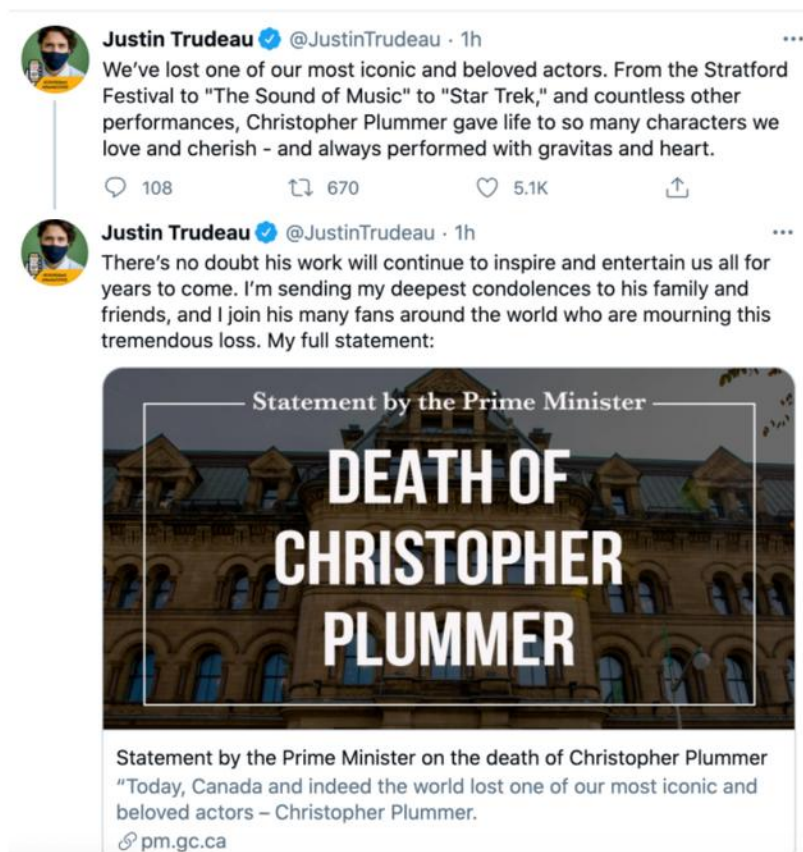 Justin Trudeau @JustinTrudeau · 1h
We've lost one of our most iconic and beloved actors. From the Stratford
Festival to "The Sound of Music" to "Star Trek," and countless other
performances, Christopher Plummer gave life to so many characters we
love and cherish - and always performed with gravitas and heart.
108 670 5.1K
Justin Trudeau @JustinTrudeau · 1h
There's no doubt his work will continue to inspire and entertain us all for
years to come. I'm sending my deepest condolences to his family and
friends, and I join his many fans around the world who are mourning this
tremendous loss. My full statement:
Statement by the Prime Minister
DEATH OF
CHRISTOPHER
PLUMMER
Statement by the Prime Minister on the death of Christopher Plummer
“Today, Canada and indeed the world lost one of our most iconic and
beloved actors – Christopher Plummer.
pm.gc.ca